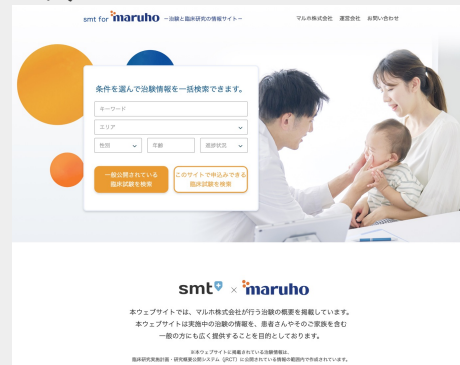 smt for maruho －治験と臨床研究の情報サイト－
マルホ株式会社 運営会社 お問い合わせ
条件を選んで治験情報を一括検索できます。
キーワード
エリア
性別 年齢 進捗状況
一般公開されている
臨床試験を検索
このサイトで申込みできる
臨床試験を検索
smt × maruho
本ウェブサイトでは、マルホ株式会社が行う治験の概要を掲載しています。
本ウェブサイトは実施中の治験の情報を、患者さんやそのご家族を含む
一般の方にも広く提供することを目的としております。
※本ウェブサイトに掲載されている治験情報は、
臨床研究実施計画・研究概要公開システム（jRCT）に公開されている情報の範囲内で作成されています。